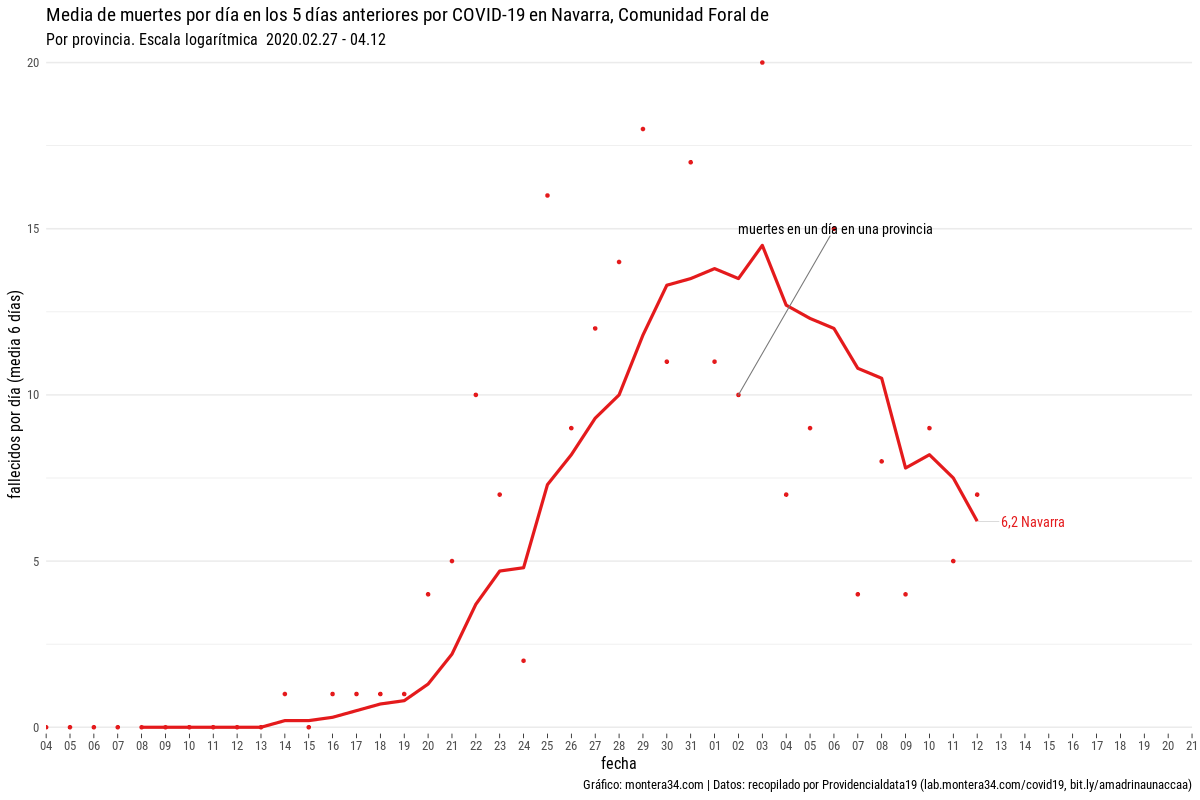 Media de muertes por día en los 5 días anteriores por COVID-19 en Navarra, Comunidad Foral de
Por provincia. Escala logarítmica  2020.02.27 - 04.12
fallecidos por día (media 6 días)
20
15
10
5
0
muertes en un día en una provincia
6,2 Navarra
04 05 06 07 08 09 10 11 12 13 14 15 16 17 18 19 20 21 22 23 24 25 26 27 28 29 30 31 01 02 03 04 05 06 07 08 09 10 11 12 13 14 15 16 17 18 19 20 21
fecha
Gráfico: montera34.com | Datos: recopilado por Providencialdata19 (lab.montera34.com/covid19, bit.ly/amadrinaunaccaa)